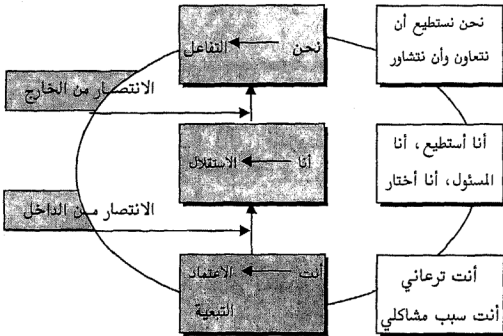 نحن نستطيع أن
نتعاون وأن نتشاور
نحن ← التفاعل
الانتصار من الخارج
أنا أستطيع، أنا
المسئول، أنا أختار
أنا ← الاستقلال
الانتصار من الداخل
أنت ترعاني
أنت سبب مشاكلي
أنت ← الاعتماد
التبعية